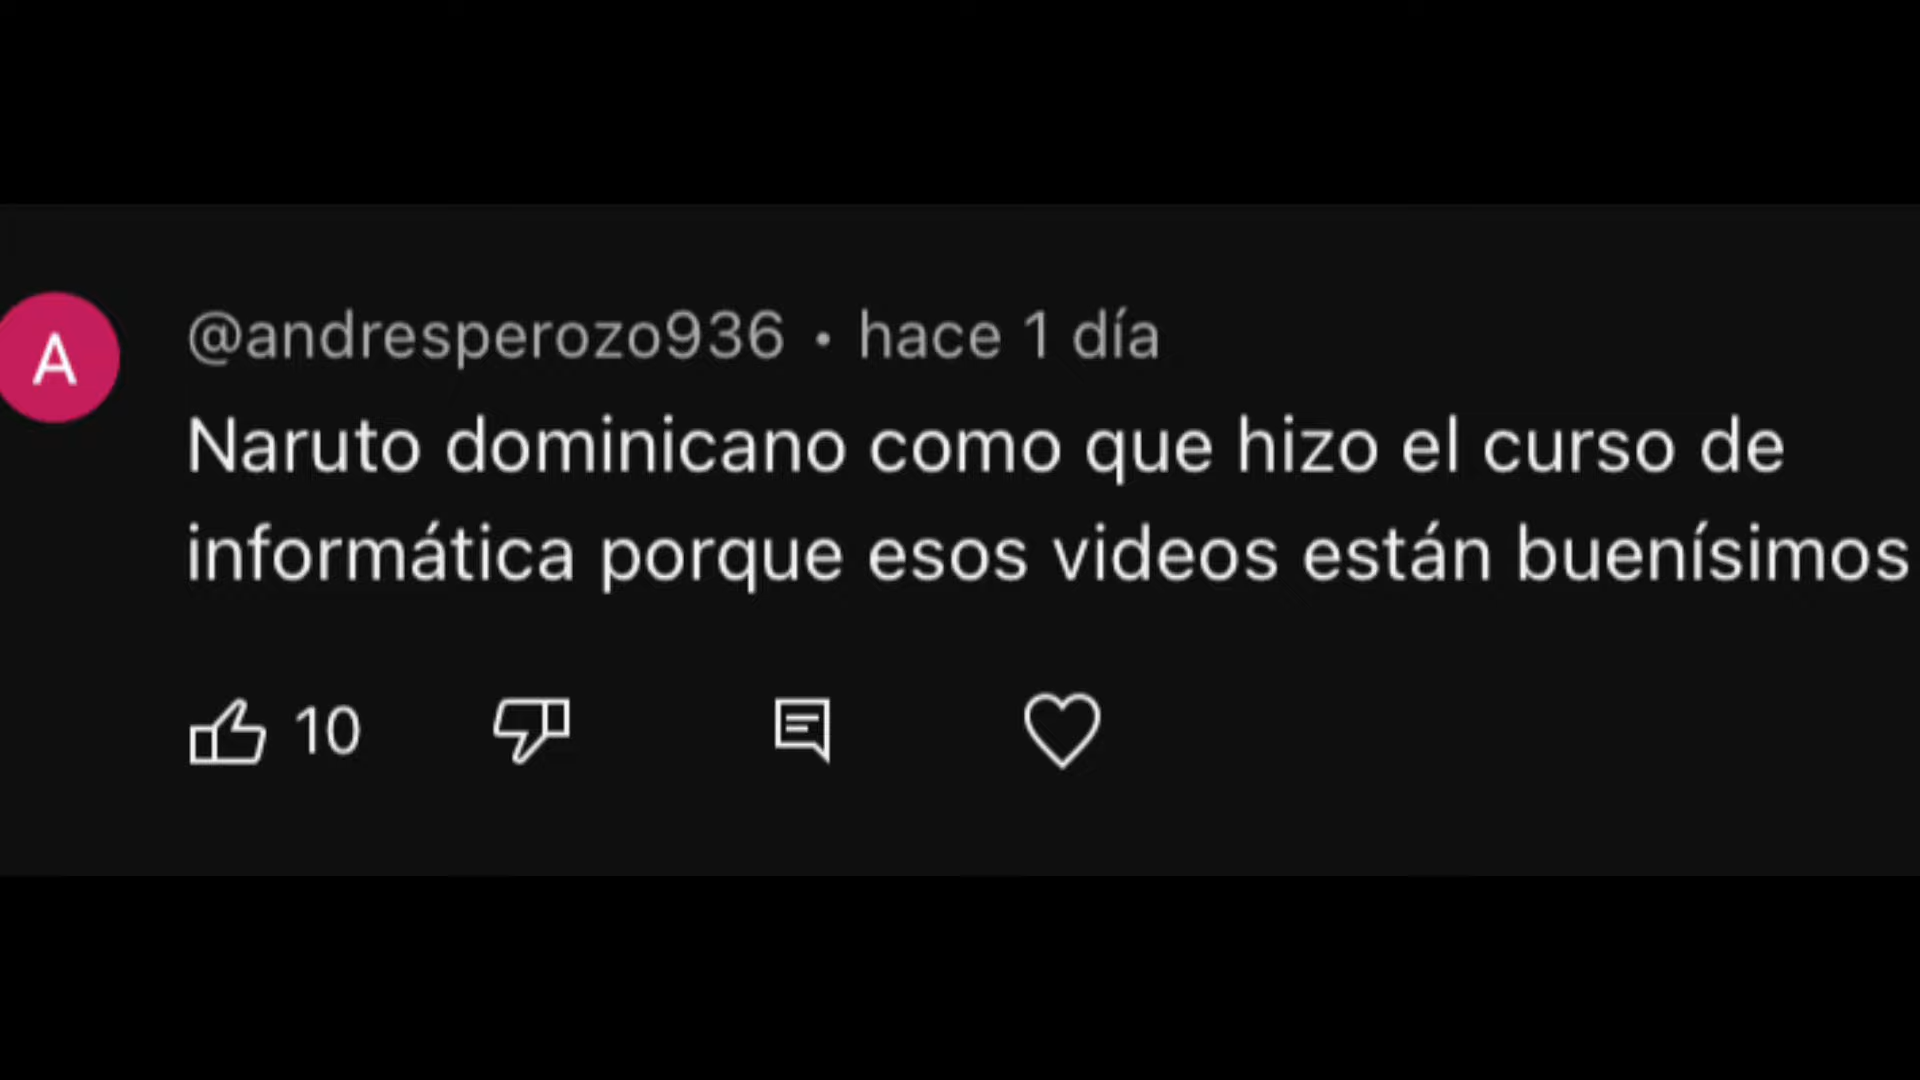 A
@andresperozo936 • hace 1 día
Naruto dominicano como que hizo el curso de
informática porque esos videos están buenísimos
10